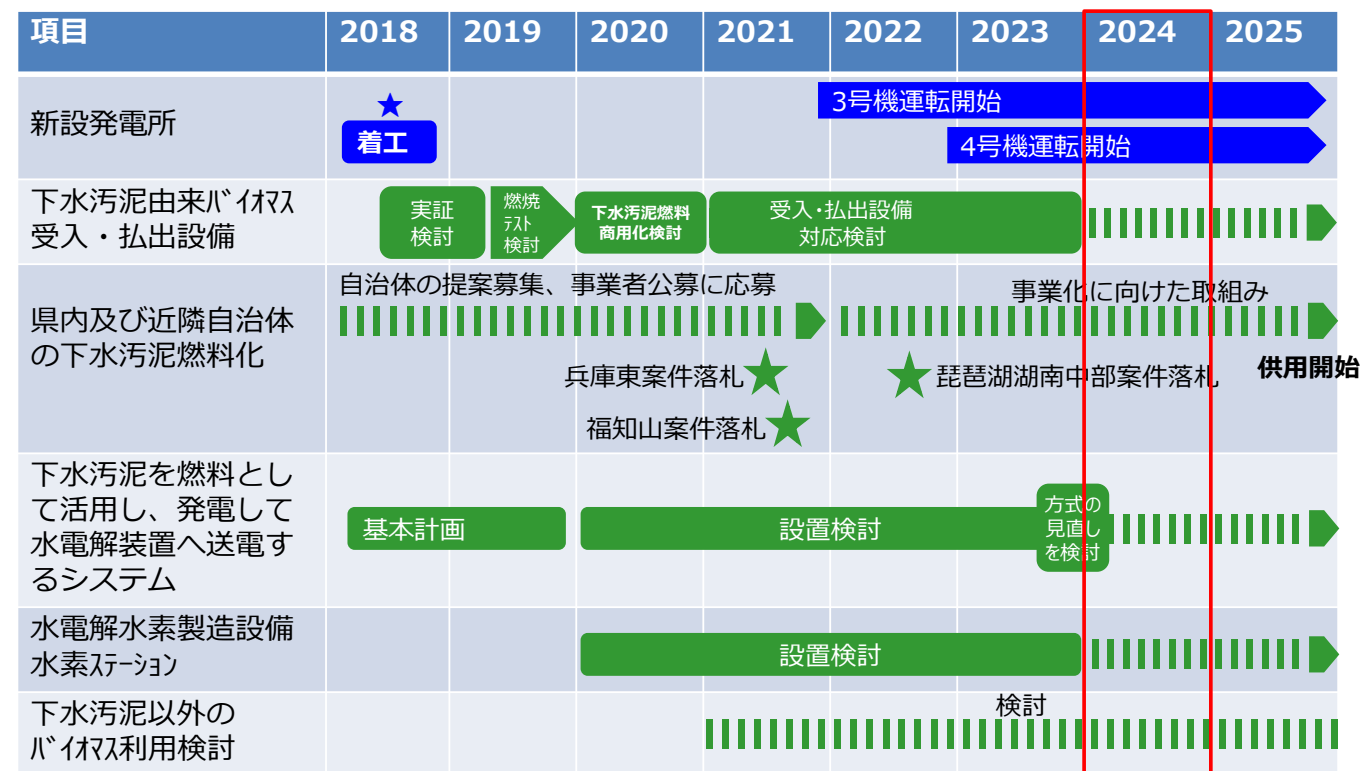 項目 2018 2019 2020 2021 2022 2023 2024 2025
新設発電所
着工
3号機運転開始
4号機運転開始
下水汚泥由来ﾊﾞｲｵﾏｽ
受入・払出設備
実証
検討
燃焼
ﾃｽﾄ
検討
下水汚泥燃料
商用化検討
受入・払出設備
対応検討
県内及び近隣自治体
の下水汚泥燃料化
自治体の提案募集、事業者公募に応募
事業化に向けた取組み
兵庫東案件落札
琵琶湖湖南中部案件落札
供用開始
福知山案件落札
下水汚泥を燃料とし
て活用し、発電して
水電解装置へ送電す
るシステム
基本計画
設置検討
方式の
見直し
を検討
水電解水素製造設備
水素ｽﾃｰｼｮﾝ
設置検討
下水汚泥以外の
ﾊﾞｲｵﾏｽ利用検討
検討